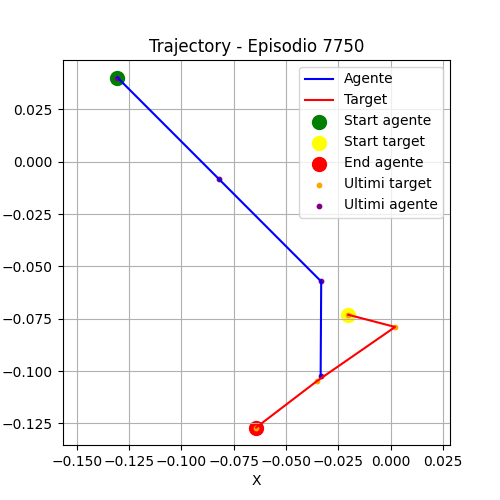 Trajectory - Episodio 7750
Agente
Target
Start agente
Start target
End agente
Ultimi target
Ultimi agente
0.025
0.000
−0.025
−0.050
−0.075
−0.100
−0.125
−0.150 −0.125 −0.100 −0.075 −0.050 −0.025 0.000 0.025
X